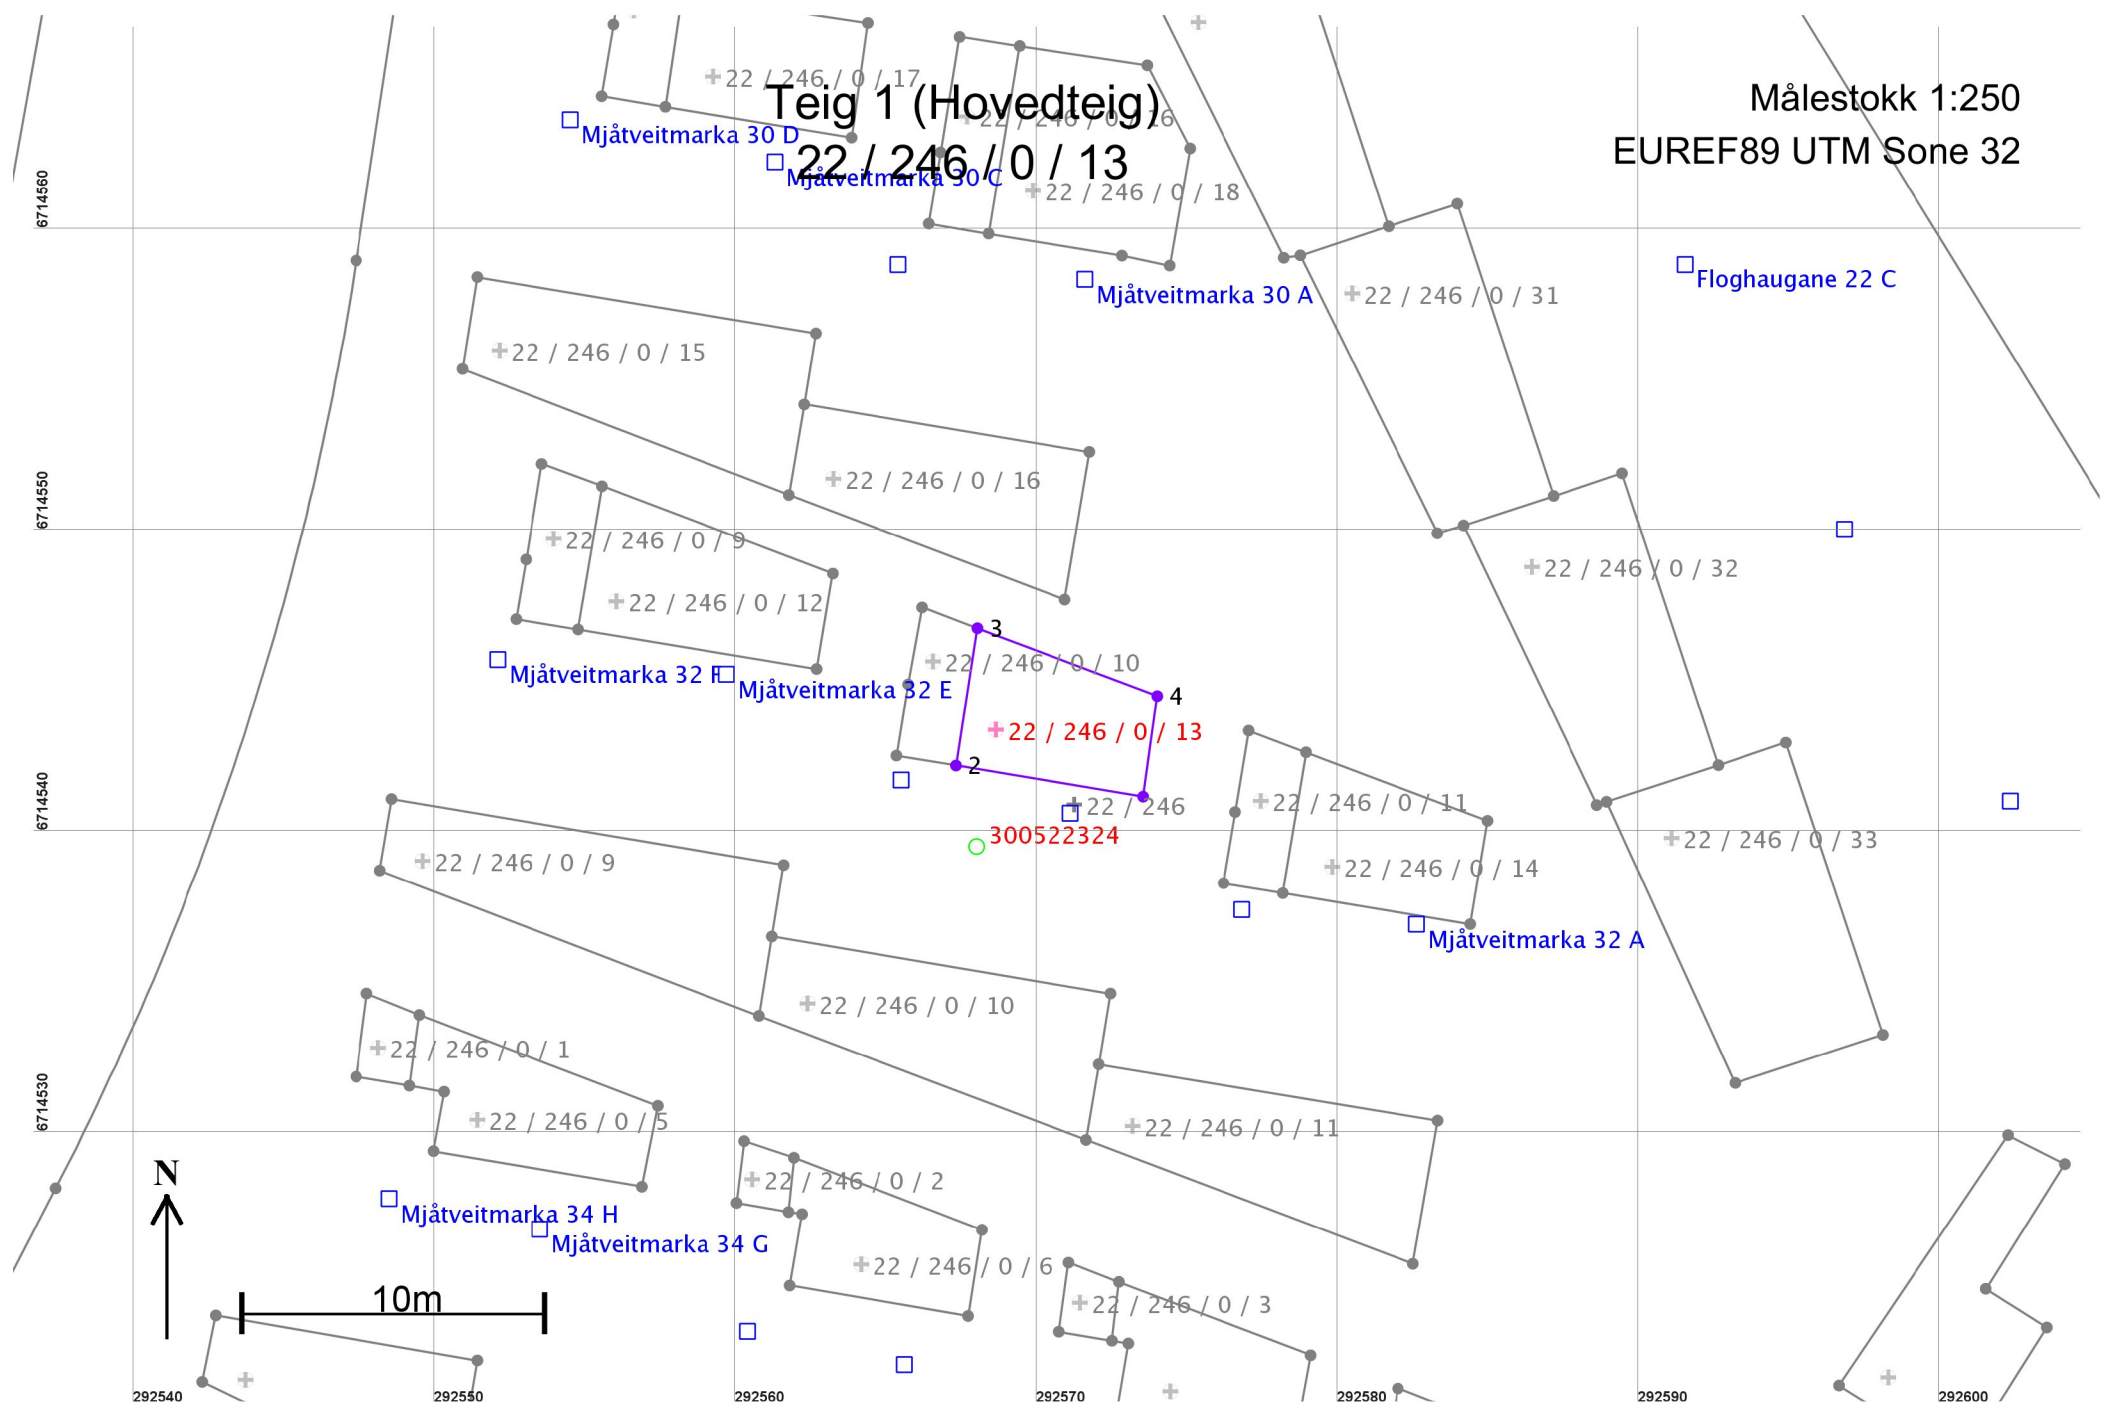 22 / 246 / 0 / 17
Teig 1 (Hovedteig)
Målestokk 1:250
22 / 246 / 0 / 16
Mjåtveitmarka 30 D
22 / 246 / 0 / 13
EUREF89 UTM Sone 32
Mjåtveitmarka 30 C
22 / 246 / 0 / 18
6714560
Mjåtveitmarka 30 A
22 / 246 / 0 / 31
Floghaugane 22 C
22 / 246 / 0 / 15
22 / 246 / 0 / 16
6714550
22 / 246 / 0 / 9
22 / 246 / 0 / 32
22 / 246 / 0 / 12
3
22 / 246 / 0 / 10
Mjåtveitmarka 32 F
Mjåtveitmarka 32 E
4
22 / 246 / 0 / 13
2
6714540
22 / 246
22 / 246 / 0 / 11
300522324
22 / 246 / 0 / 33
22 / 246 / 0 / 9
22 / 246 / 0 / 14
Mjåtveitmarka 32 A
22 / 246 / 0 / 10
22 / 246 / 0 / 1
6714530
22 / 246 / 0 / 5
22 / 246 / 0 / 11
N
22 / 246 / 0 / 2
Mjåtveitmarka 34 H
Mjåtveitmarka 34 G
22 / 246 / 0 / 6
10m
22 / 246 / 0 / 3
292540
292550
292560
292570
292580
292590
292600